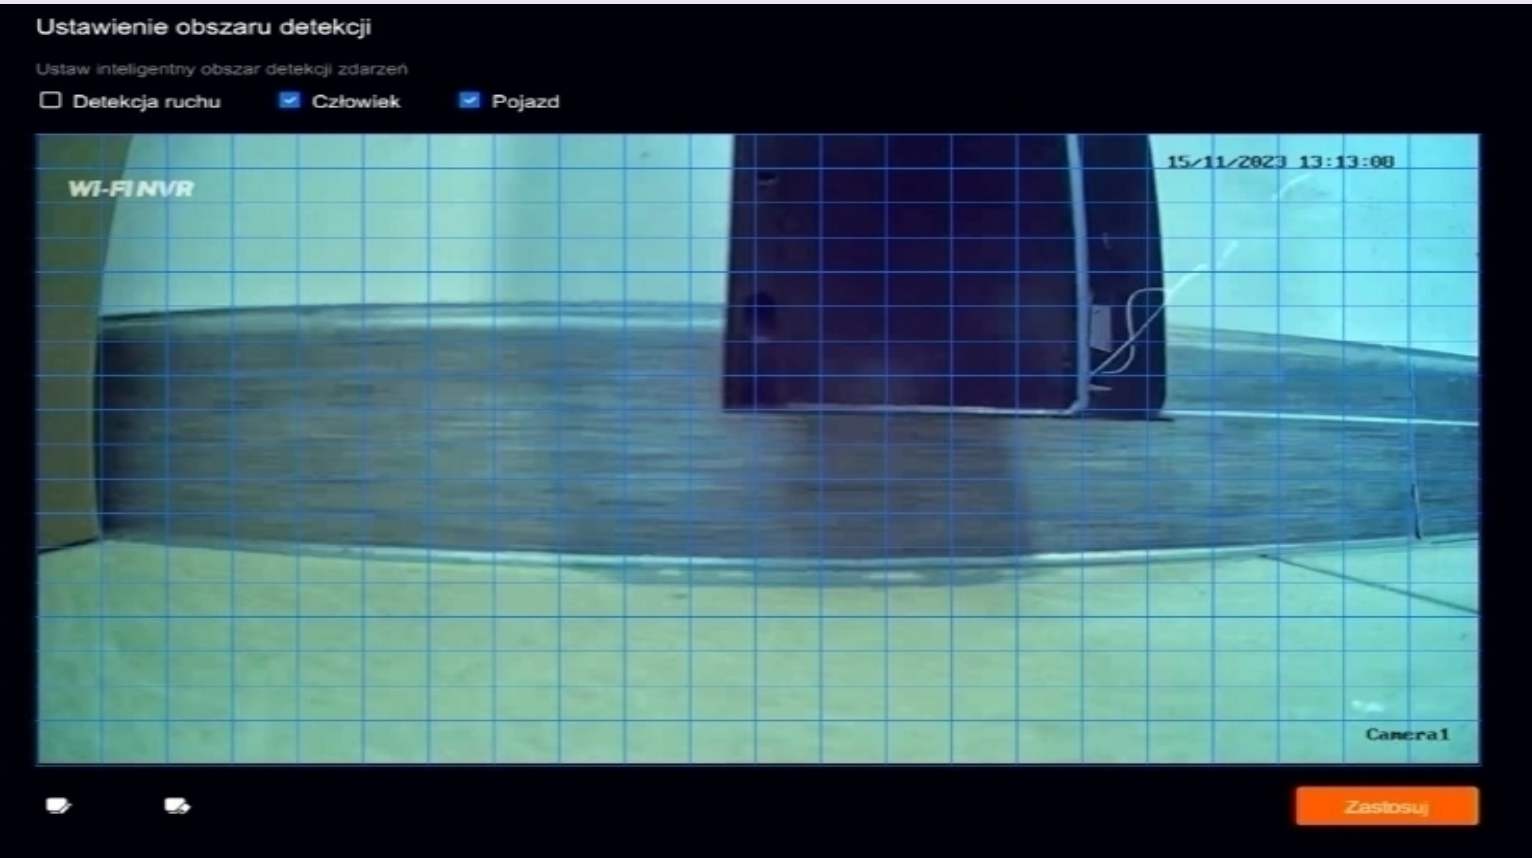 Ustawienie obszaru detekcji
Ustaw inteligentny obszar detekcji zdarzeń
Detekcja ruchu Człowiek Pojazd
15/11/2023 13:13:08
WI-FI NVR
Camera1
Zastosuj